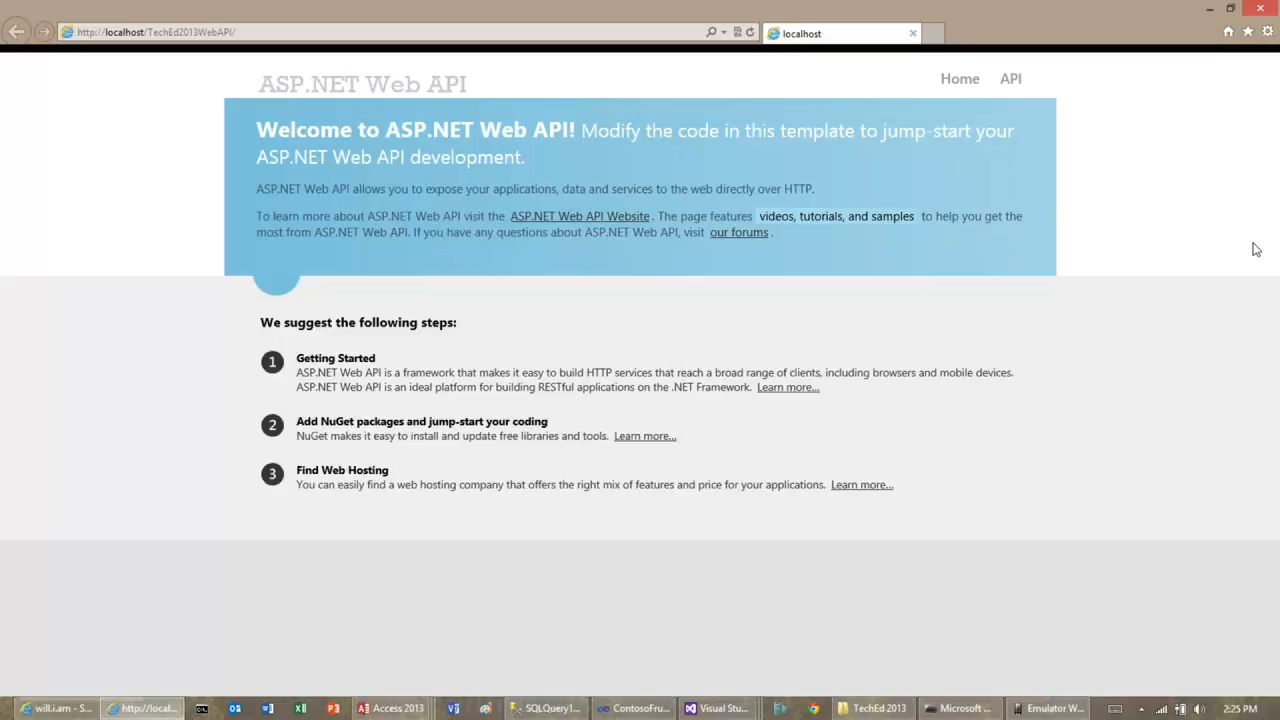 http://localhost/TechEd2013WebAPI/
localhost
ASP.NET Web API
Home
API
Welcome to ASP.NET Web API! Modify the code in this template to jump-start your
ASP.NET Web API development.
ASP.NET Web API allows you to expose your applications, data and services to the web directly over HTTP.
To learn more about ASP.NET Web API visit the ASP.NET Web API Website. The page features videos, tutorials, and samples to help you get the
most from ASP.NET Web API. If you have any questions about ASP.NET Web API, visit our forums.
We suggest the following steps:
1
Getting Started
ASP.NET Web API is a framework that makes it easy to build HTTP services that reach a broad range of clients, including browsers and mobile devices.
ASP.NET Web API is an ideal platform for building RESTful applications on the .NET Framework. Learn more...
2
Add NuGet packages and jump-start your coding
NuGet makes it easy to install and update free libraries and tools. Learn more...
3
Find Web Hosting
You can easily find a web hosting company that offers the right mix of features and price for your applications. Learn more...
will.i.am - S...
http://local...
Access 2013
SQLQuery1...
ContosoFru...
Visual Stu...
TechEd 2013
Microsoft ...
Emulator W...
2:25 PM